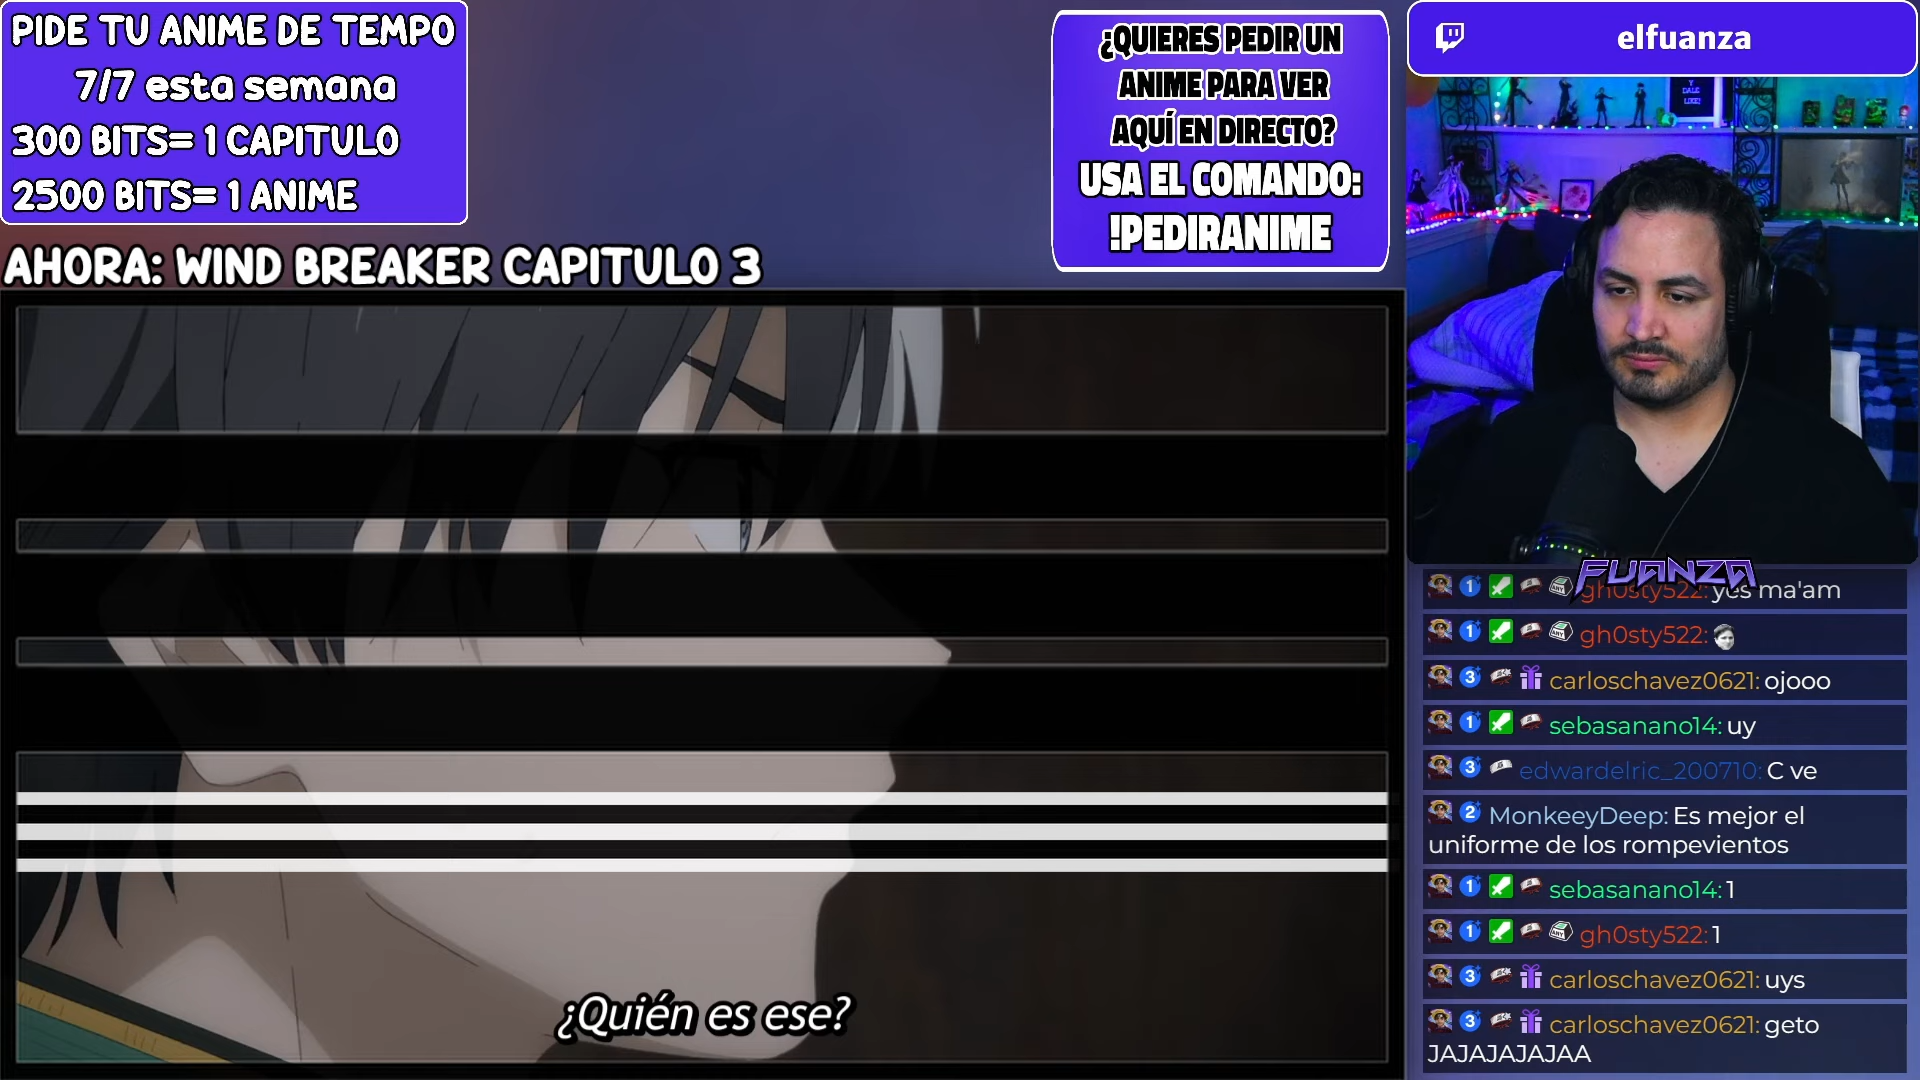 PIDE TU ANIME DE TEMPO
7/7 esta semana
300 BITS= 1 CAPITULO
2500 BITS= 1 ANIME
¿QUIERES PEDIR UN
ANIME PARA VER
AQUÍ EN DIRECTO?
USA EL COMANDO:
!PEDIRANIME
elfuanza
Y
DALE
LIKE!
AHORA: WIND BREAKER CAPITULO 3
¿Quién es ese?
FUANZA
gh0sty522: yes ma'am
gh0sty522:
carloschavez0621: ojooo
sebasanano14: uy
edwardelric_200710: C ve
MonkeeyDeep: Es mejor el
uniforme de los rompevientos
sebasanano14: 1
gh0sty522: 1
carloschavez0621: uys
carloschavez0621: geto
JAJAJAJAJAA